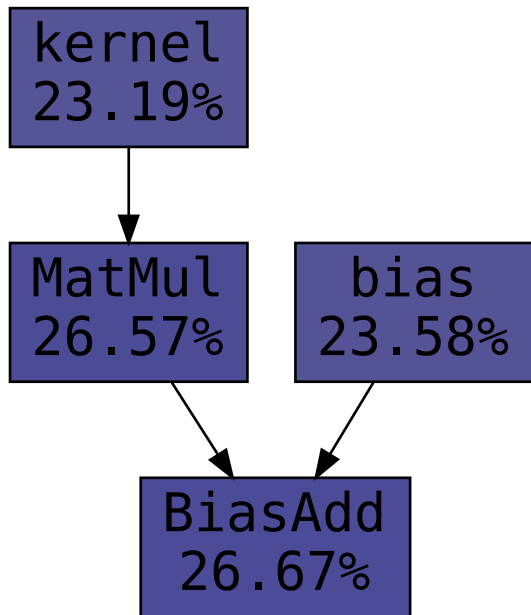 kernel
23.19%
MatMul
26.57%
bias
23.58%
BiasAdd
26.67%